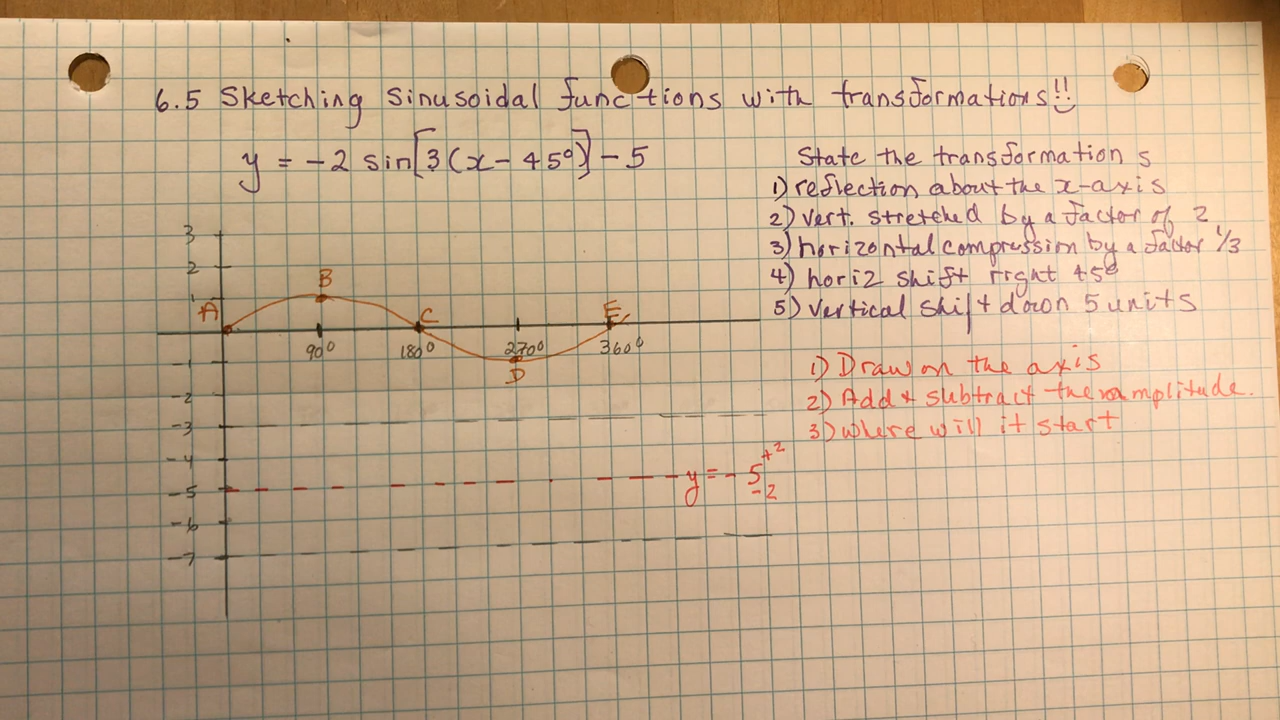 6.5 Sketching Sinusoidal functions with transformations!!
y = -2 sin[3(x - 45°)] - 5
State the transformations
1) reflection about the x-axis
2) vert. stretched by a factor of 2
3) horizontal compression by a factor 1/3
4) horiz shift right 45°
5) vertical shift down 5 units
3
2
1
A
B
C
D
E
90°
180°
270°
360°
-1
-2
-3
-4
-5
-6
-7
1) Draw on the axis
2) Add & subtract the amplitude.
3) where will it start
y = -5 +2
-2